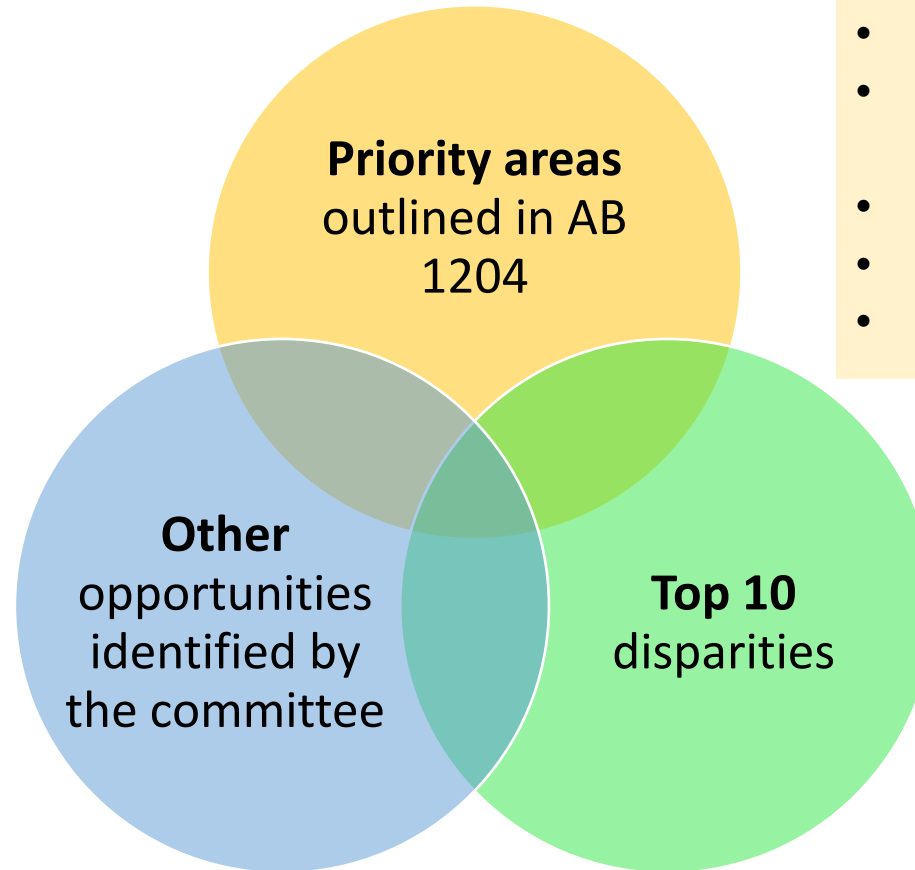 Priority areas
outlined in AB
1204
Other
opportunities
identified by
the committee
Top 10
disparities